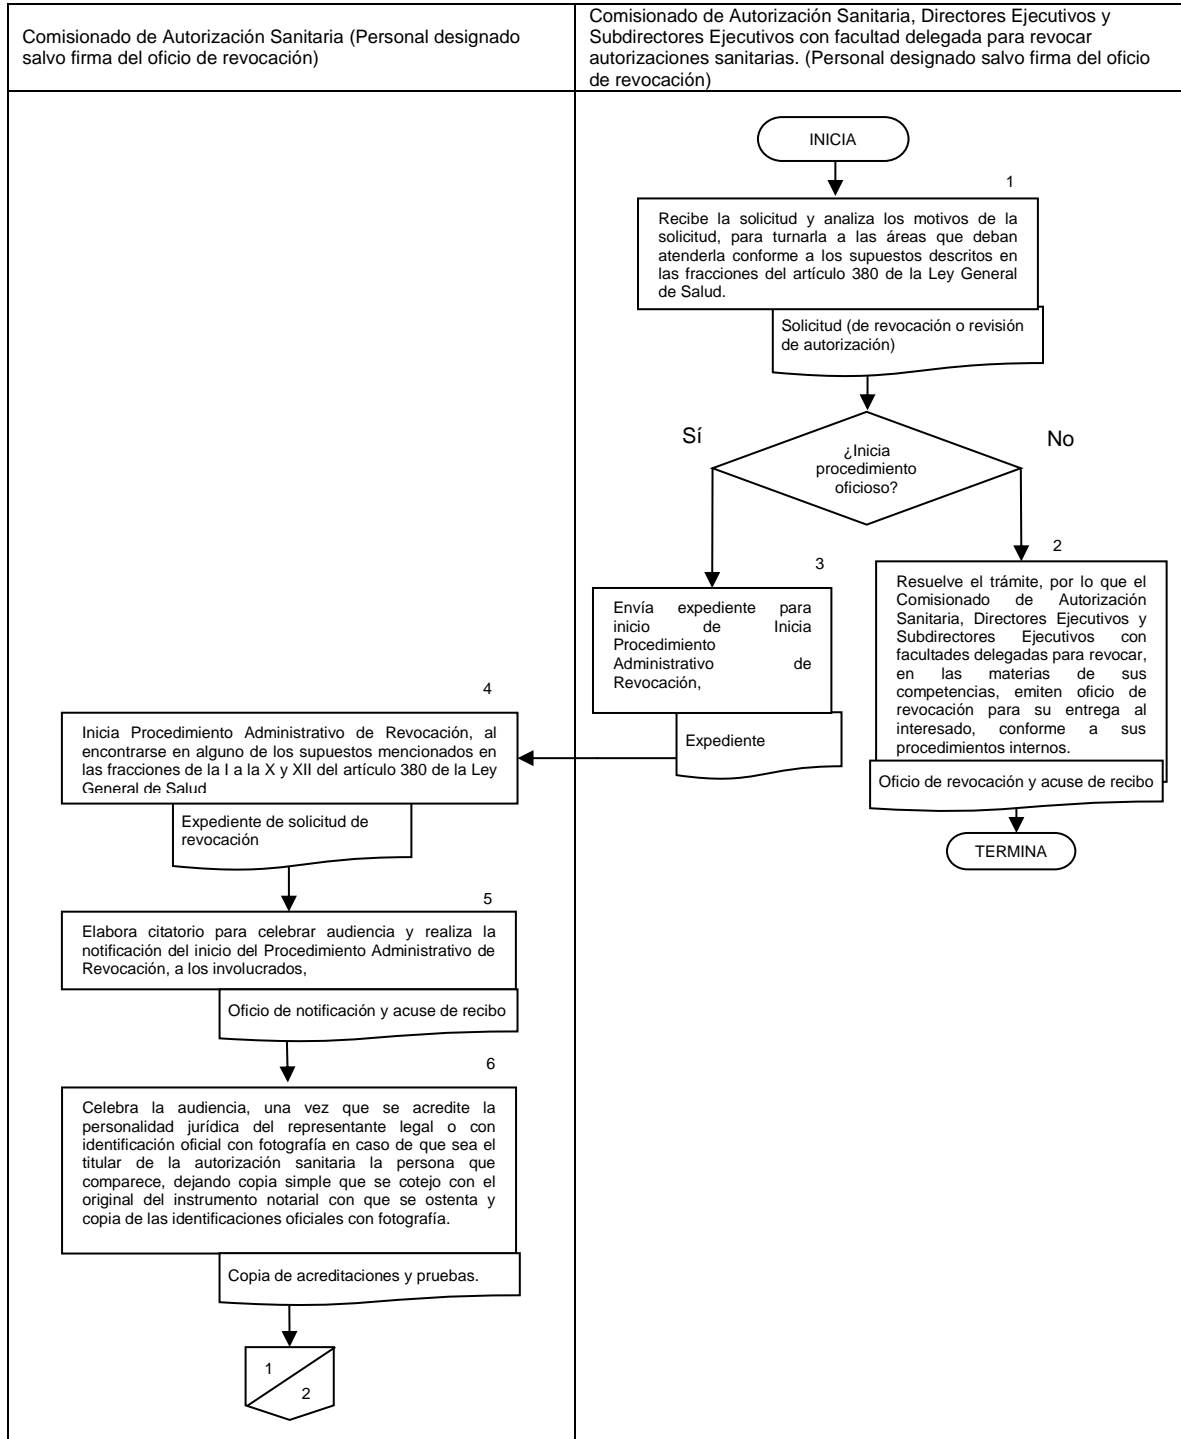 Comisionado de Autorización Sanitaria (Personal designado
salvo firma del oficio de revocación)
Comisionado de Autorización Sanitaria, Directores Ejecutivos y
Subdirectores Ejecutivos con facultad delegada para revocar
autorizaciones sanitarias. (Personal designado salvo firma del oficio
de revocación)
INICIA
1
Recibe la solicitud y analiza los motivos de la
solicitud, para turnarla a las áreas que deban
atenderla conforme a los supuestos descritos en
las fracciones del artículo 380 de la Ley General
de Salud.
Solicitud (de revocación o revisión
de autorización)
¿Inicia
procedimiento
oficioso?
Sí
No
2
Resuelve el trámite, por lo que el
Comisionado de Autorización
Sanitaria, Directores Ejecutivos y
Subdirectores Ejecutivos con
facultades delegadas para revocar,
en las materias de sus
competencias, emiten oficio de
revocación para su entrega al
interesado, conforme a sus
procedimientos internos.
Oficio de revocación y acuse de recibo
TERMINA
3
Envía expediente para
inicio de Inicia
Procedimiento
Administrativo de
Revocación,
Expediente
4
Inicia Procedimiento Administrativo de Revocación, al
encontrarse en alguno de los supuestos mencionados en
las fracciones de la I a la X y XII del artículo 380 de la Ley
General de Salud
Expediente de solicitud de
revocación
5
Elabora citatorio para celebrar audiencia y realiza la
notificación del inicio del Procedimiento Administrativo de
Revocación, a los involucrados,
Oficio de notificación y acuse de recibo
6
Celebra la audiencia, una vez que se acredite la
personalidad jurídica del representante legal o con
identificación oficial con fotografía en caso de que sea el
titular de la autorización sanitaria la persona que
comparece, dejando copia simple que se cotejo con el
original del instrumento notarial con que se ostenta y
copia de las identificaciones oficiales con fotografía.
Copia de acreditaciones y pruebas.
1
2